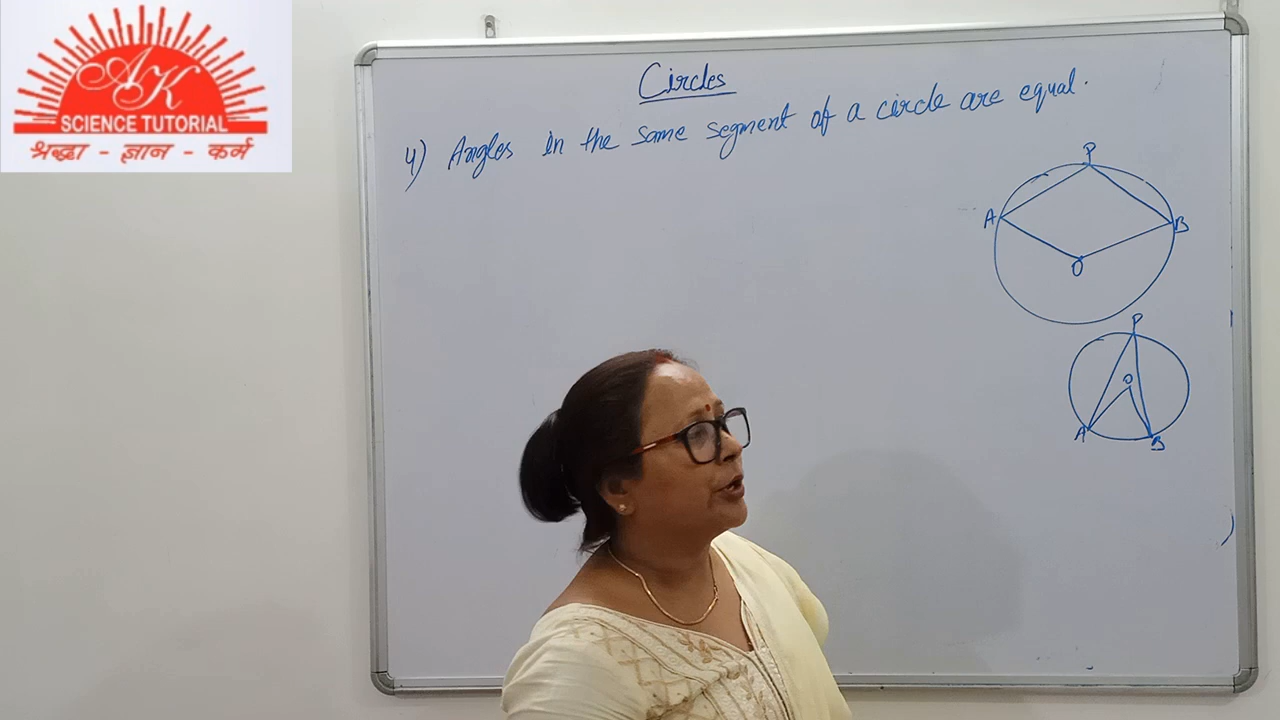 AK
SCIENCE TUTORIAL
श्रद्धा - ज्ञान - कर्म
Circles
4) Angles in the same segment of a circle are equal.
P
A
B
O
P
O
A
B